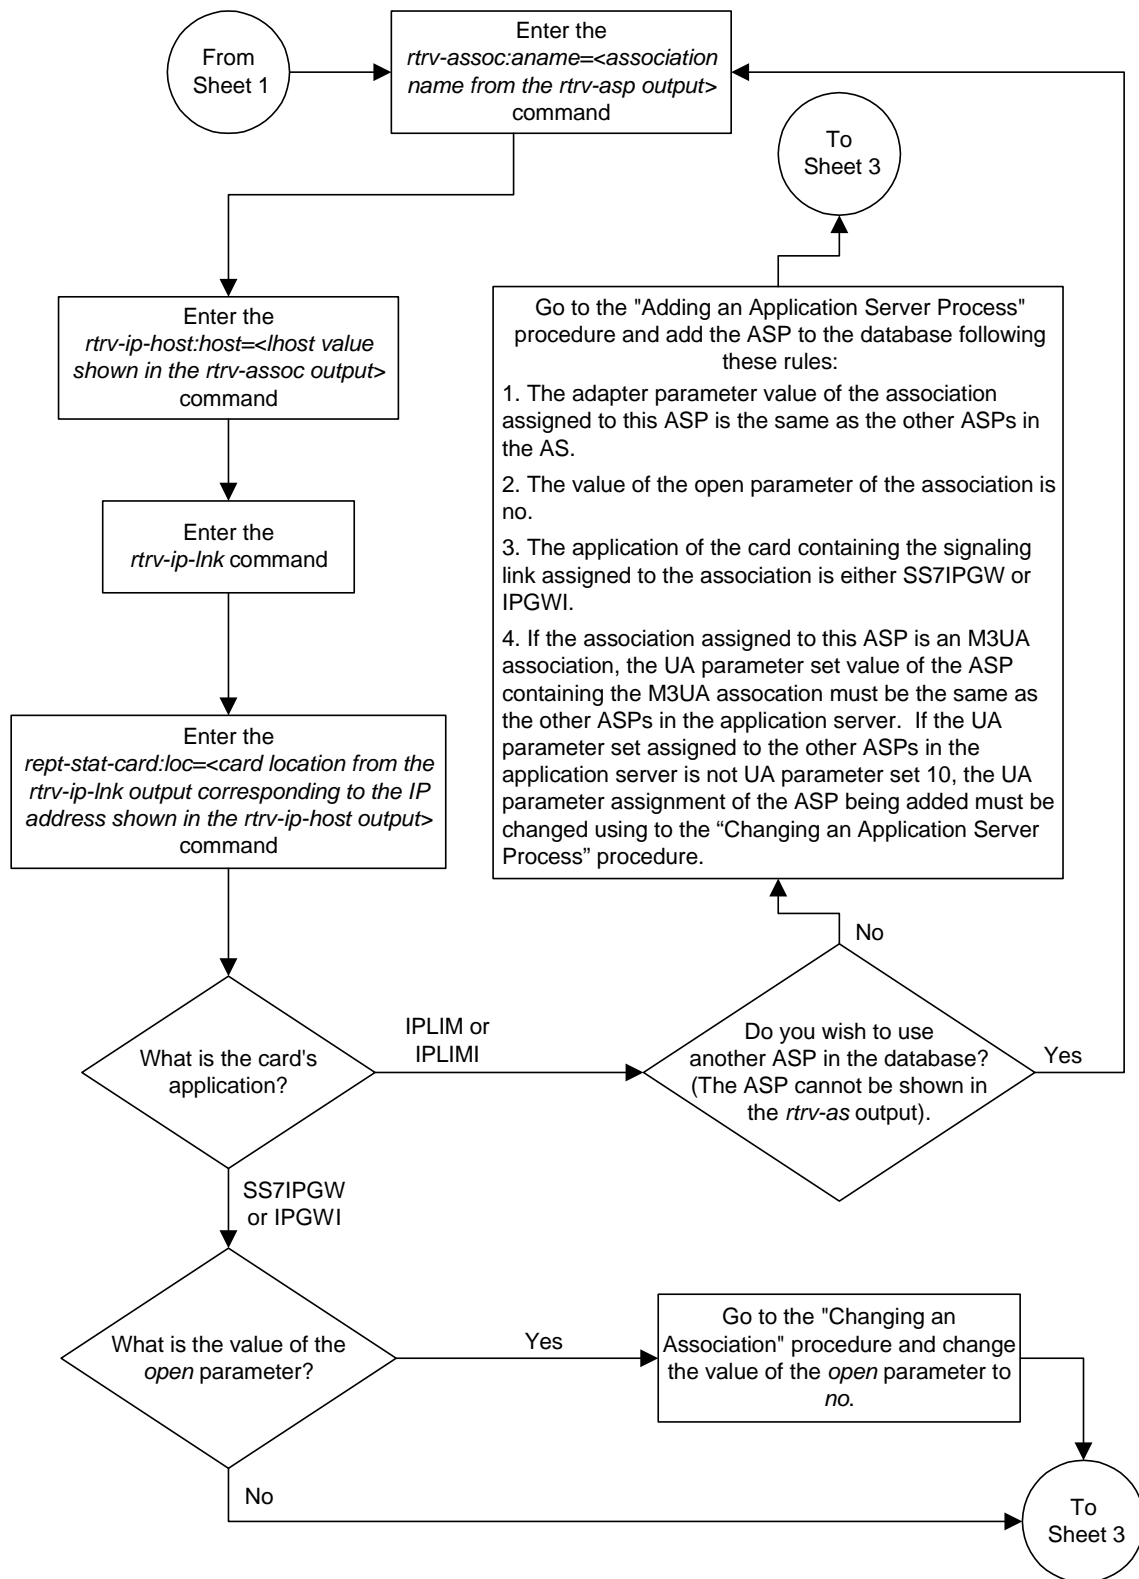 From
Sheet 1
Enter the
rtrv-assoc:aname=<association
name from the rtrv-asp output>
command
To
Sheet 3
Enter the
rtrv-ip-host:host=<lhost value
shown in the rtrv-assoc output>
command
Enter the
rtrv-ip-lnk command
Enter the
rept-stat-card:loc=<card location from the
rtrv-ip-lnk output corresponding to the IP
address shown in the rtrv-ip-host output>
command
Go to the "Adding an Application Server Process"
procedure and add the ASP to the database following
these rules:
1. The adapter parameter value of the association
assigned to this ASP is the same as the other ASPs in
the AS.
2. The value of the open parameter of the association is
no.
3. The application of the card containing the signaling
link assigned to the association is either SS7IPGW or
IPGWI.
4. If the association assigned to this ASP is an M3UA
association, the UA parameter set value of the ASP
containing the M3UA assocation must be the same as
the other ASPs in the application server.  If the UA
parameter set assigned to the other ASPs in the
application server is not UA parameter set 10, the UA
parameter assignment of the ASP being added must be
changed using to the “Changing an Application Server
Process” procedure.
No
What is the card's
application?
IPLIM or
IPLIMI
Do you wish to use
another ASP in the database?
(The ASP cannot be shown in
the rtrv-as output).
Yes
SS7IPGW
or IPGWI
What is the value of the
open parameter?
Yes
Go to the "Changing an
Association" procedure and change
the value of the open parameter to
no.
No
To
Sheet 3